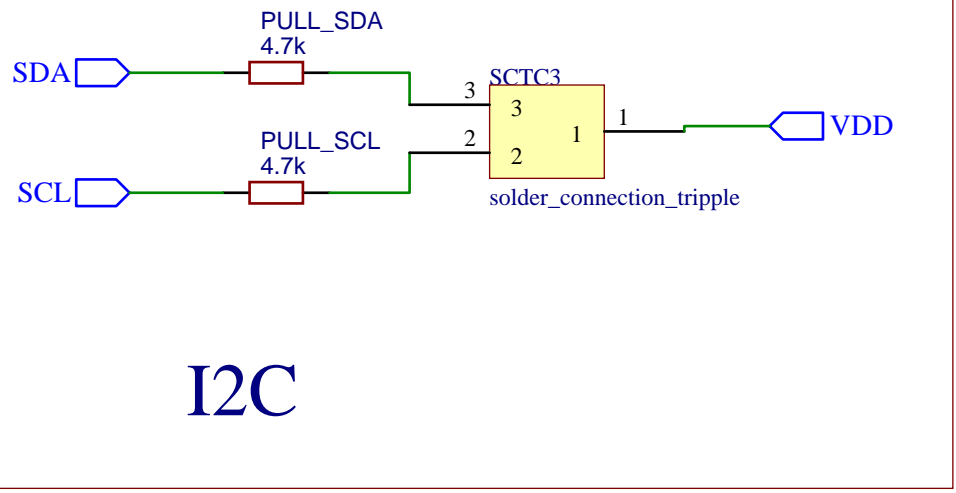 PULL_SDA
4.7k
SDA
SCTC3
3
3
1
1
VDD
PULL_SCL
4.7k
2
2
SCL
solder_connection_tripple
I2C